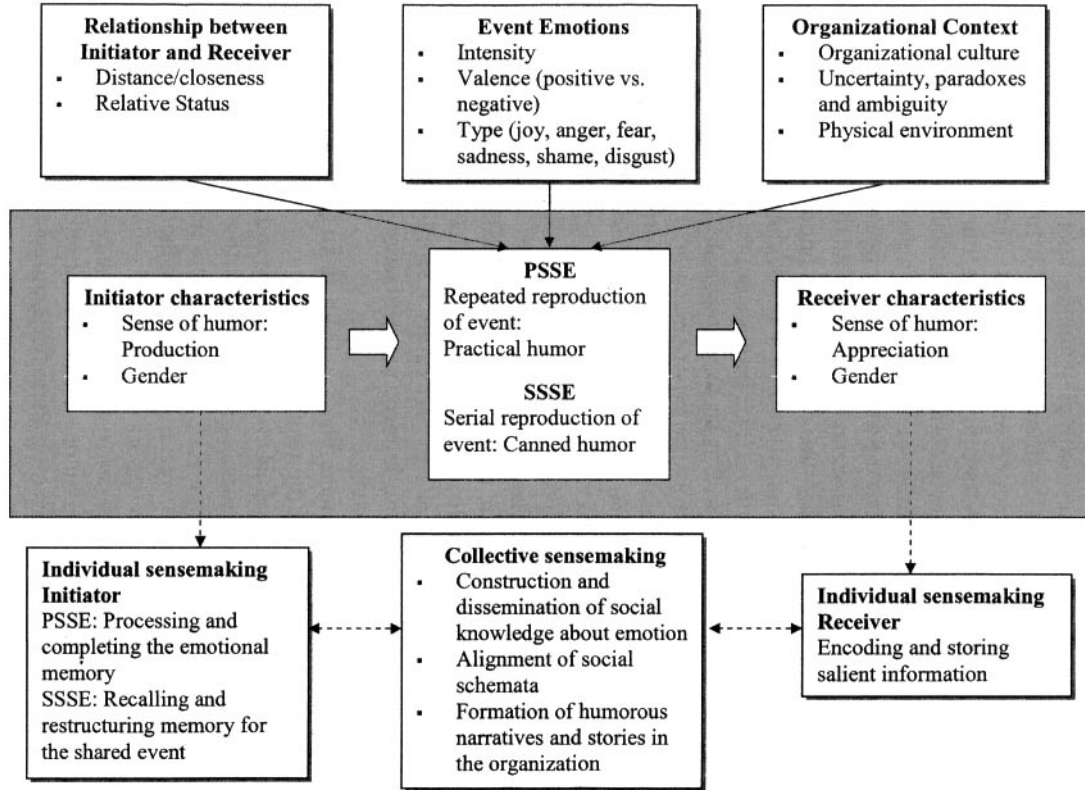 Relationship between
Initiator and Receiver
▪ Distance/closeness
▪ Relative Status
Event Emotions
▪ Intensity
▪ Valence (positive vs.
negative)
▪ Type (joy, anger, fear,
sadness, shame, disgust)
Organizational Context
▪ Organizational culture
▪ Uncertainty, paradoxes
and ambiguity
▪ Physical environment
Initiator characteristics
▪ Sense of humor:
Production
▪ Gender
PSSE
Repeated reproduction
of event:
Practical humor
SSSE
Serial reproduction of
event: Canned humor
Receiver characteristics
▪ Sense of humor:
Appreciation
▪ Gender
Individual sensemaking
Initiator
PSSE: Processing and
completing the emotional
memory
SSSE: Recalling and
restructuring memory for
the shared event
Collective sensemaking
▪ Construction and
dissemination of social
knowledge about emotion
▪ Alignment of social
schemata
▪ Formation of humorous
narratives and stories in
the organization
Individual sensemaking
Receiver
Encoding and storing
salient information